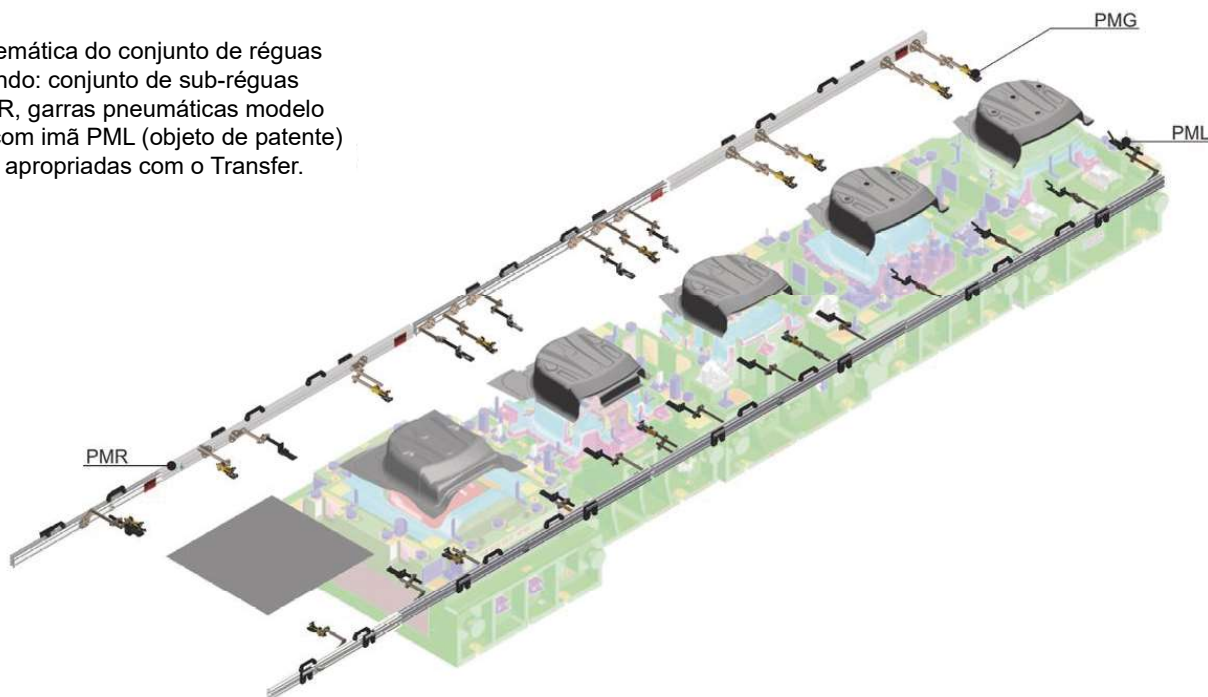 emática do conjunto de réguas
ndo: conjunto de sub-réguas
R, garras pneumáticas modelo
com imã PML (objeto de patente)
apropriadas com o Transfer.
PMG
PML
PMR